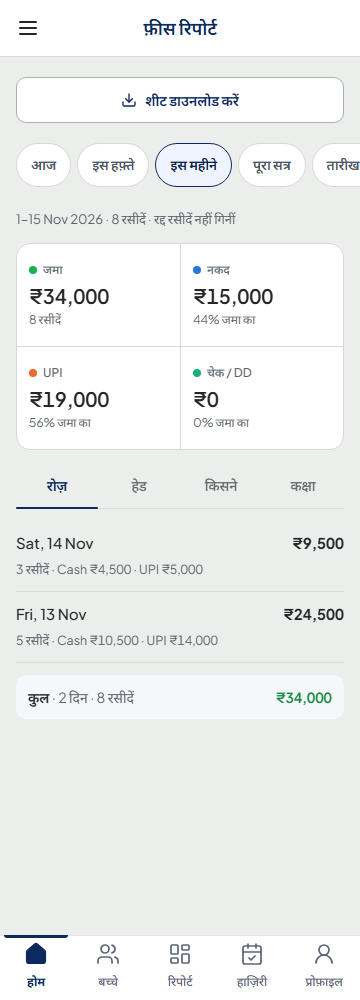 फ़ीस रिपोर्ट
शीट डाउनलोड करें
आज इस हफ़्ते इस महीने पूरा सत्र तारीख
1–15 Nov 2026 · 8 रसीदें · रद्द रसीदें नहीं गिनीं
जमा नकद
₹34,000 ₹15,000
8 रसीदें 44% जमा का
UPI चेक / DD
₹19,000 ₹0
56% जमा का 0% जमा का
रोज़ हेड किसने कक्षा
Sat, 14 Nov ₹9,500
3 रसीदें · Cash ₹4,500 · UPI ₹5,000
Fri, 13 Nov ₹24,500
5 रसीदें · Cash ₹10,500 · UPI ₹14,000
कुल · 2 दिन · 8 रसीदें ₹34,000
होम बच्चे रिपोर्ट हाज़िरी प्रोफ़ाइल